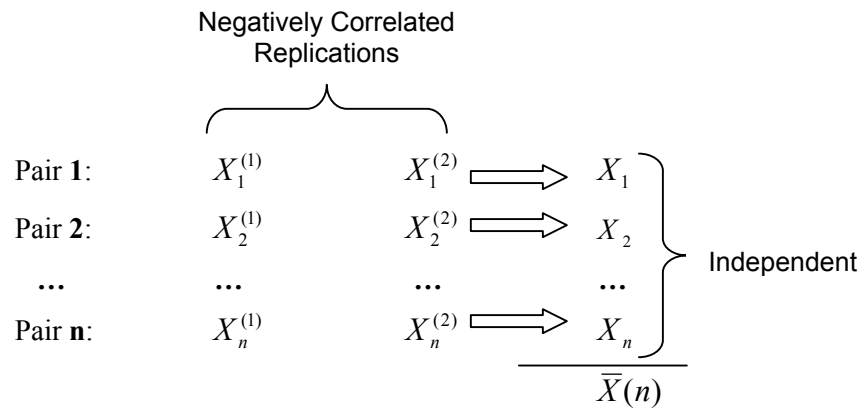 Negatively Correlated
Replications
Pair 1: X_1^{(1)} X_1^{(2)} X_1
Pair 2: X_2^{(1)} X_2^{(2)} X_2
Independent
... ... ... ...
Pair n: X_n^{(1)} X_n^{(2)} X_n
\overline{X}(n)